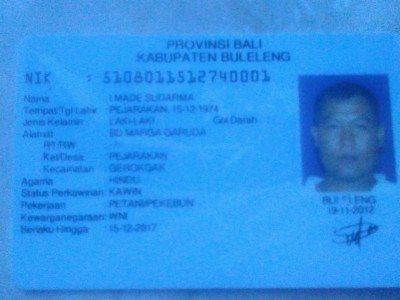 PROVINSI BALI
KABUPATEN BULELENG
NIK : 5108011512740001
Nama : I MADE SUDARMA
Tempat/Tgl Lahir : PEJARAKAN, 15-12-1974
Jenis Kelamin : LAKI-LAKI Gol Darah :
Alamat : BD MARGA GARUDA
RT/RW :
Kel/Desa : PEJARAKAN
Kecamatan : GEROKGAK
Agama : HINDU
Status Perkawinan: KAWIN
Pekerjaan : PETANI/PEKEBUN
Kewarganegaraan: WNI
Berlaku Hingga : 15-12-2017
BULELENG
19-11-2012